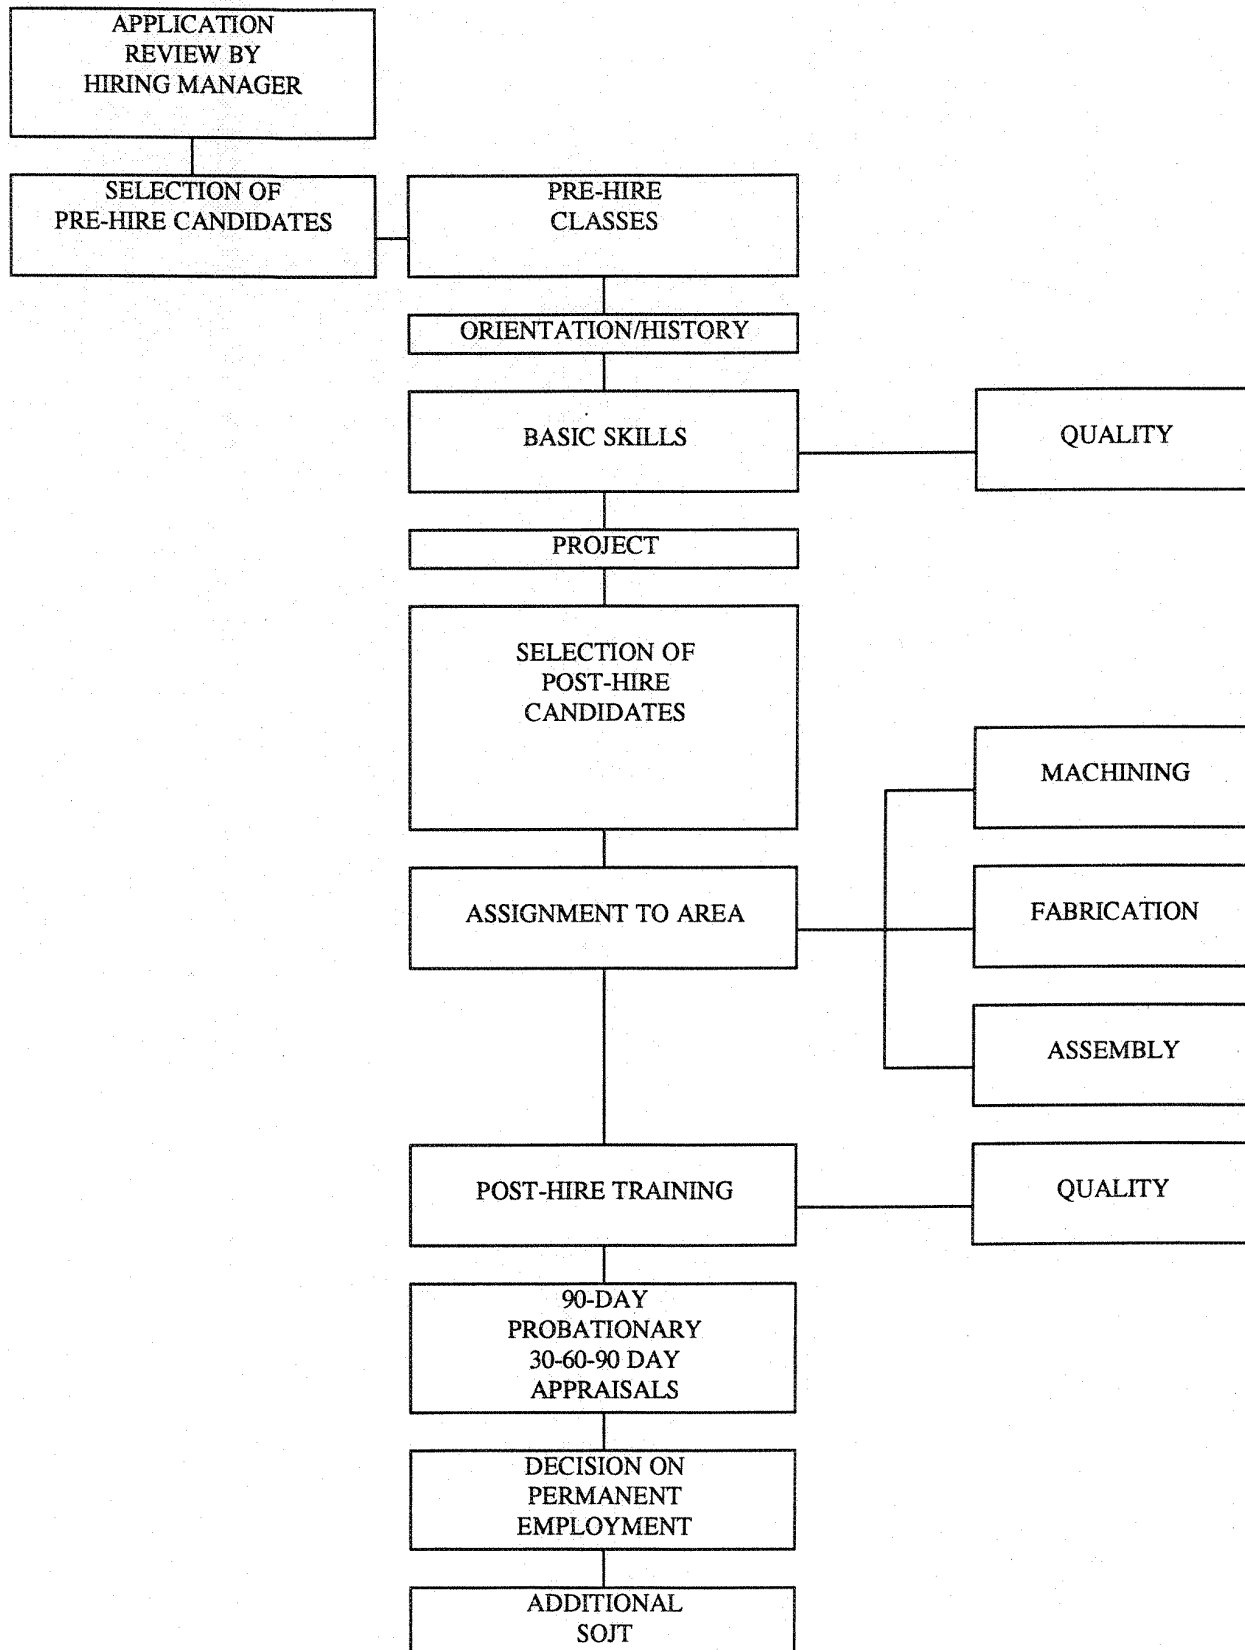 APPLICATION
REVIEW BY
HIRING MANAGER
SELECTION OF
PRE-HIRE CANDIDATES
PRE-HIRE
CLASSES
ORIENTATION/HISTORY
BASIC SKILLS
QUALITY
PROJECT
SELECTION OF
POST-HIRE
CANDIDATES
MACHINING
ASSIGNMENT TO AREA
FABRICATION
ASSEMBLY
POST-HIRE TRAINING
QUALITY
90-DAY
PROBATIONARY
30-60-90 DAY
APPRAISALS
DECISION ON
PERMANENT
EMPLOYMENT
ADDITIONAL
SOJT